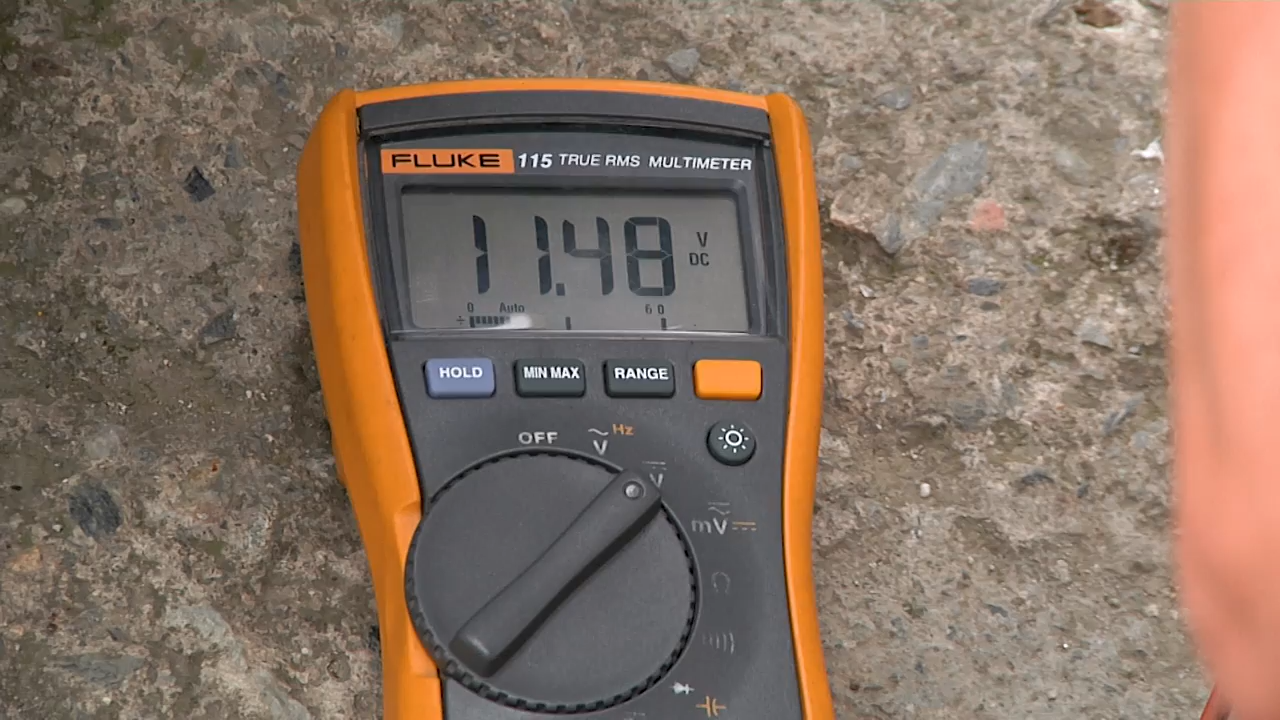 FLUKE 115 TRUE RMS MULTIMETER
11.48 V DC
0 Auto 60
HOLD MIN MAX RANGE
OFF V Hz
V
mV